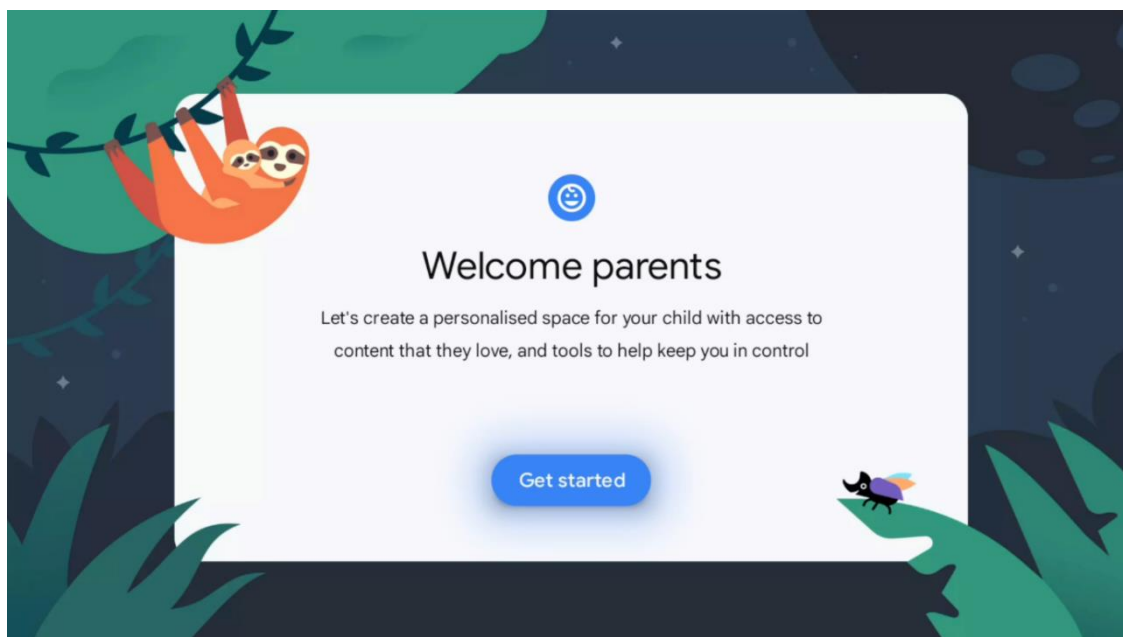 Welcome parents
Let's create a personalised space for your child with access to
content that they love, and tools to help keep you in control
Get started